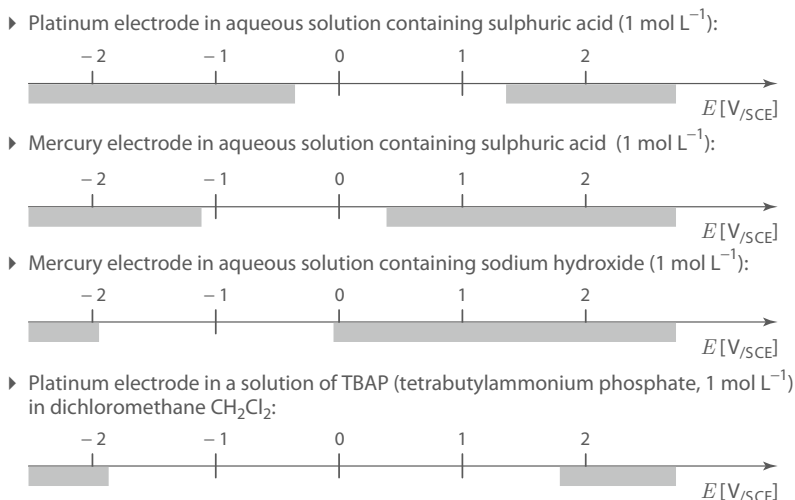 ▸ Platinum electrode in aqueous solution containing sulphuric acid (1 mol L⁻¹):
− 2 − 1 0 1 2
E [V/SCE]
▸ Mercury electrode in aqueous solution containing sulphuric acid (1 mol L⁻¹):
− 2 − 1 0 1 2
E [V/SCE]
▸ Mercury electrode in aqueous solution containing sodium hydroxide (1 mol L⁻¹):
− 2 − 1 0 1 2
E [V/SCE]
▸ Platinum electrode in a solution of TBAP (tetrabutylammonium phosphate, 1 mol L⁻¹)
in dichloromethane CH₂Cl₂:
− 2 − 1 0 1 2
E [V/SCE]